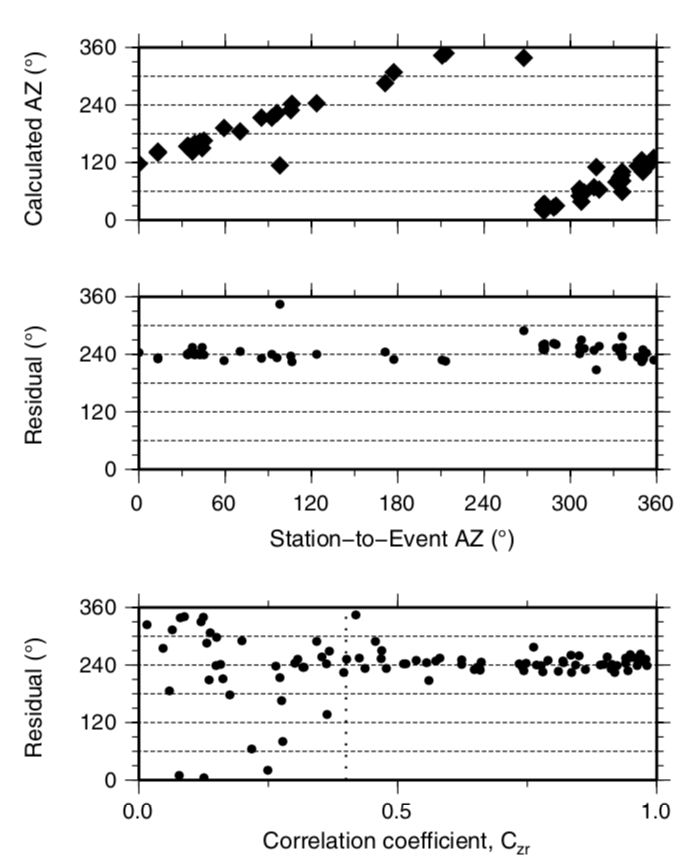 360
240
120
0
Calculated AZ (°)
360
240
120
0
Residual (°)
0 60 120 180 240 300 360
Station−to−Event AZ (°)
360
240
120
0
Residual (°)
0.0 0.5 1.0
Correlation coefficient, Czr